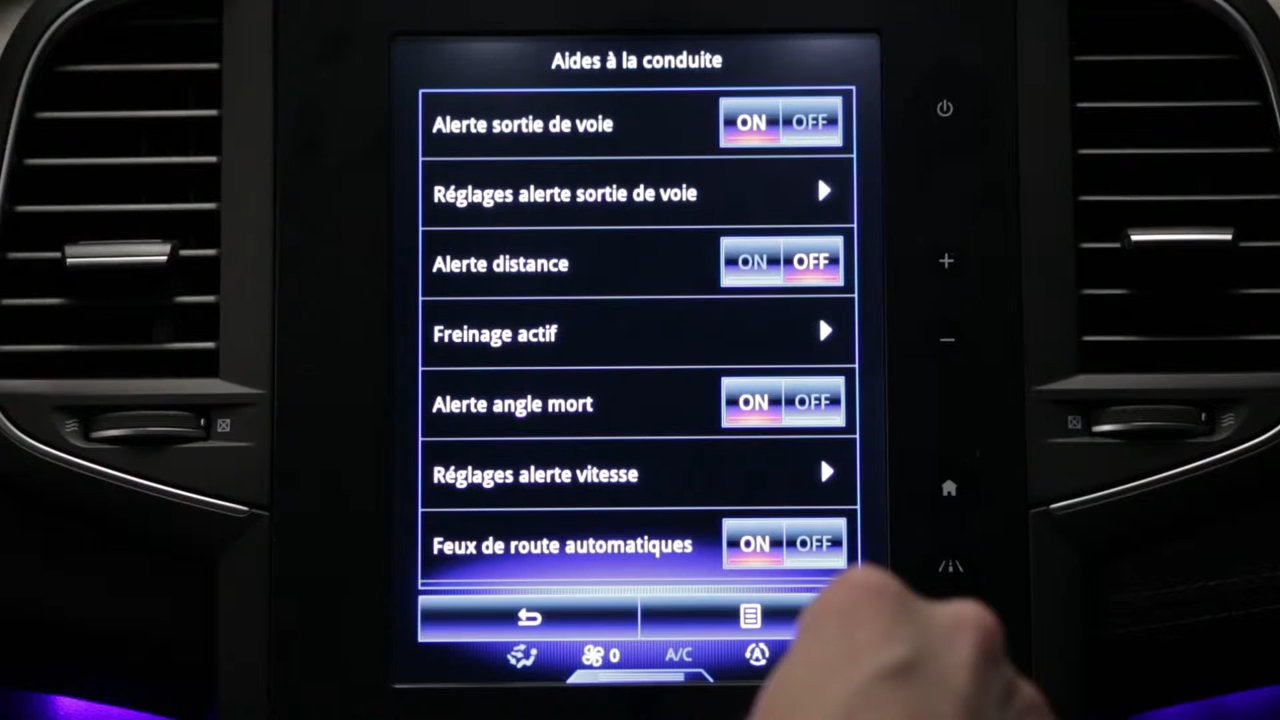 Aides à la conduite
Alerte sortie de voie ON OFF
Réglages alerte sortie de voie
Alerte distance ON OFF
Freinage actif
Alerte angle mort ON OFF
Réglages alerte vitesse
Feux de route automatiques ON OFF
0 A/C A